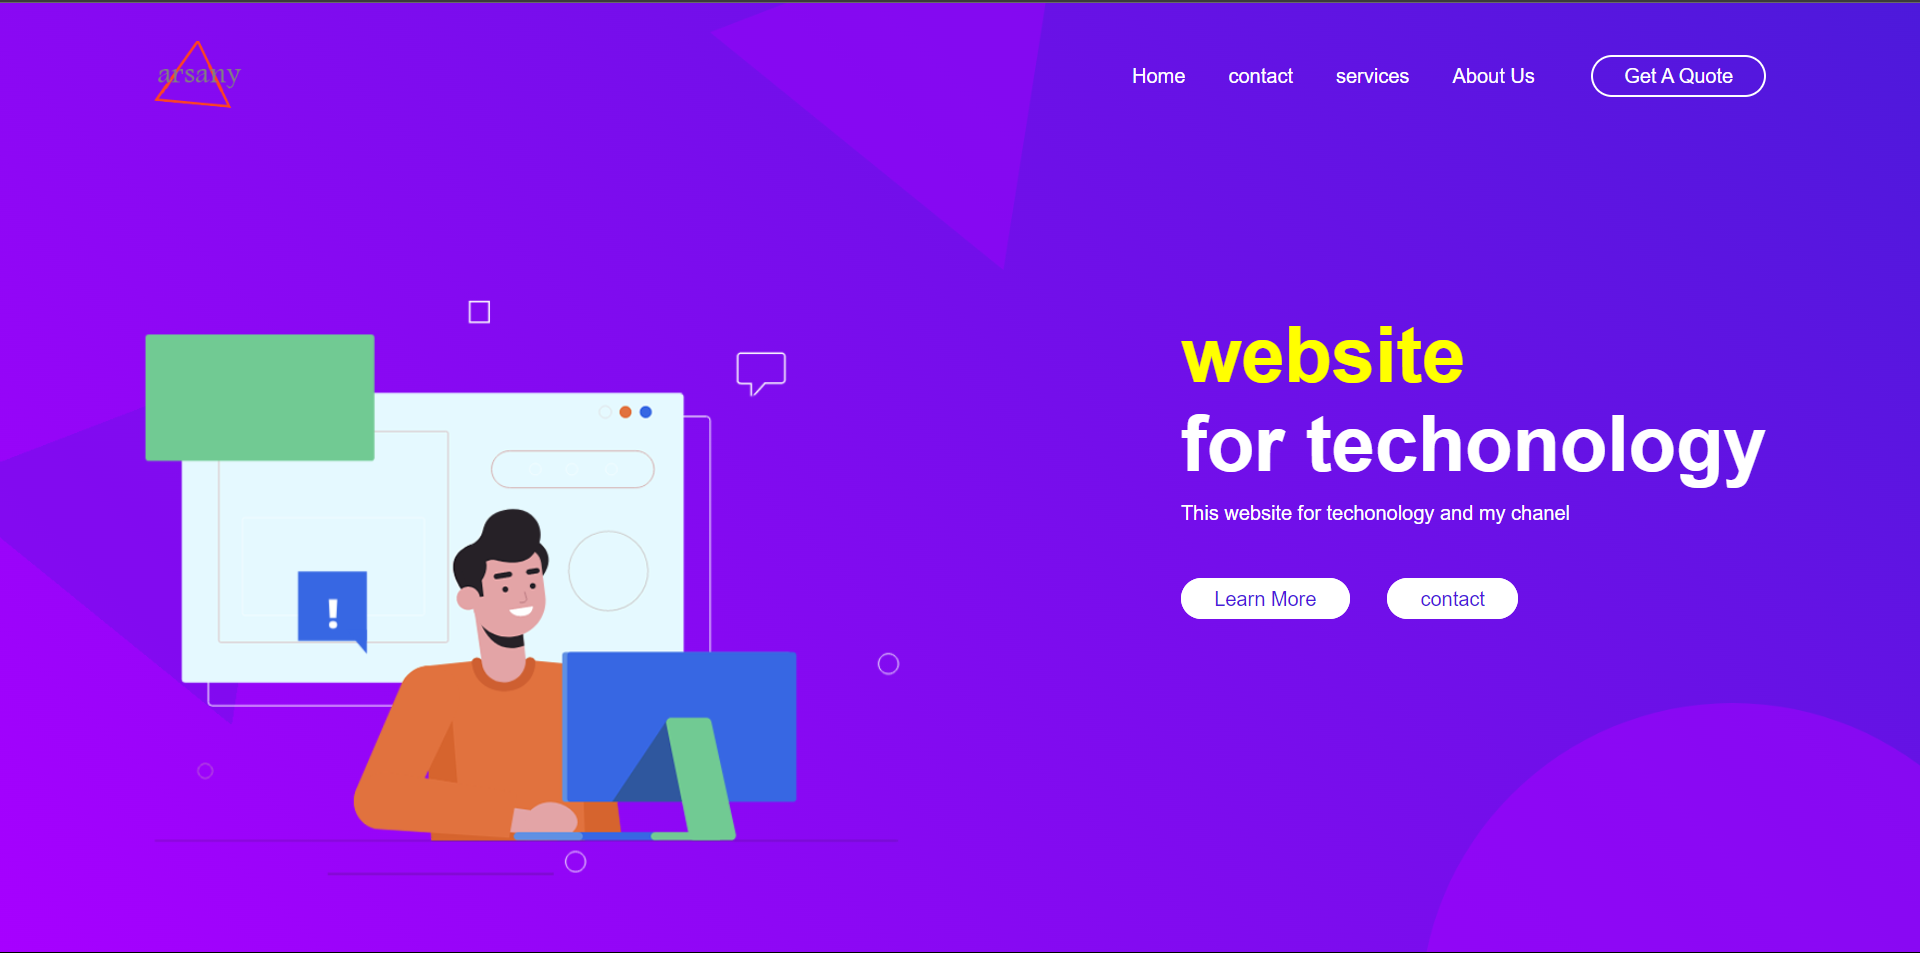 arsany
Home contact services About Us Get A Quote
website
for techonology
This website for techonology and my chanel
Learn More contact
!